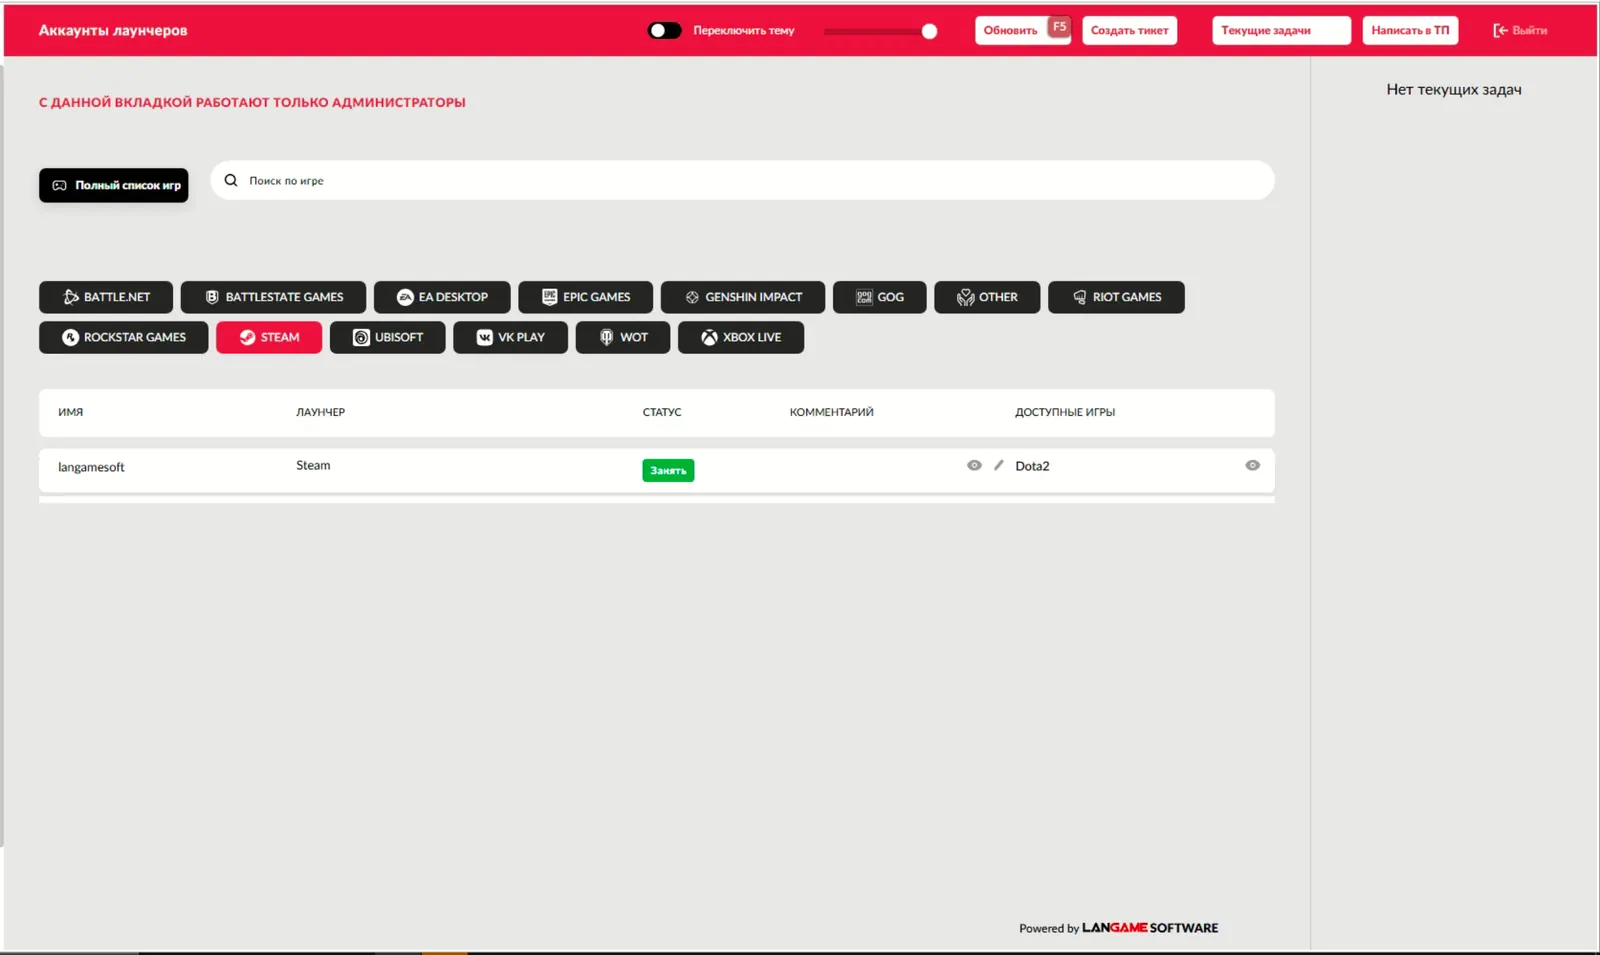 Аккаунты лаунчеров
Переключить тему
Обновить F5
Создать тикет
Текущие задачи
Написать в ТП
Выйти
С ДАННОЙ ВКЛАДКОЙ РАБОТАЮТ ТОЛЬКО АДМИНИСТРАТОРЫ
Нет текущих задач
Полный список игр
Поиск по игре
BATTLE.NET
BATTLESTATE GAMES
EA DESKTOP
EPIC GAMES
GENSHIN IMPACT
GOG
OTHER
RIOT GAMES
ROCKSTAR GAMES
STEAM
UBISOFT
VK PLAY
WOT
XBOX LIVE
ИМЯ ЛАУНЧЕР СТАТУС КОММЕНТАРИЙ ДОСТУПНЫЕ ИГРЫ
langamesoft Steam Занять Dota2
Powered by LANGAME SOFTWARE